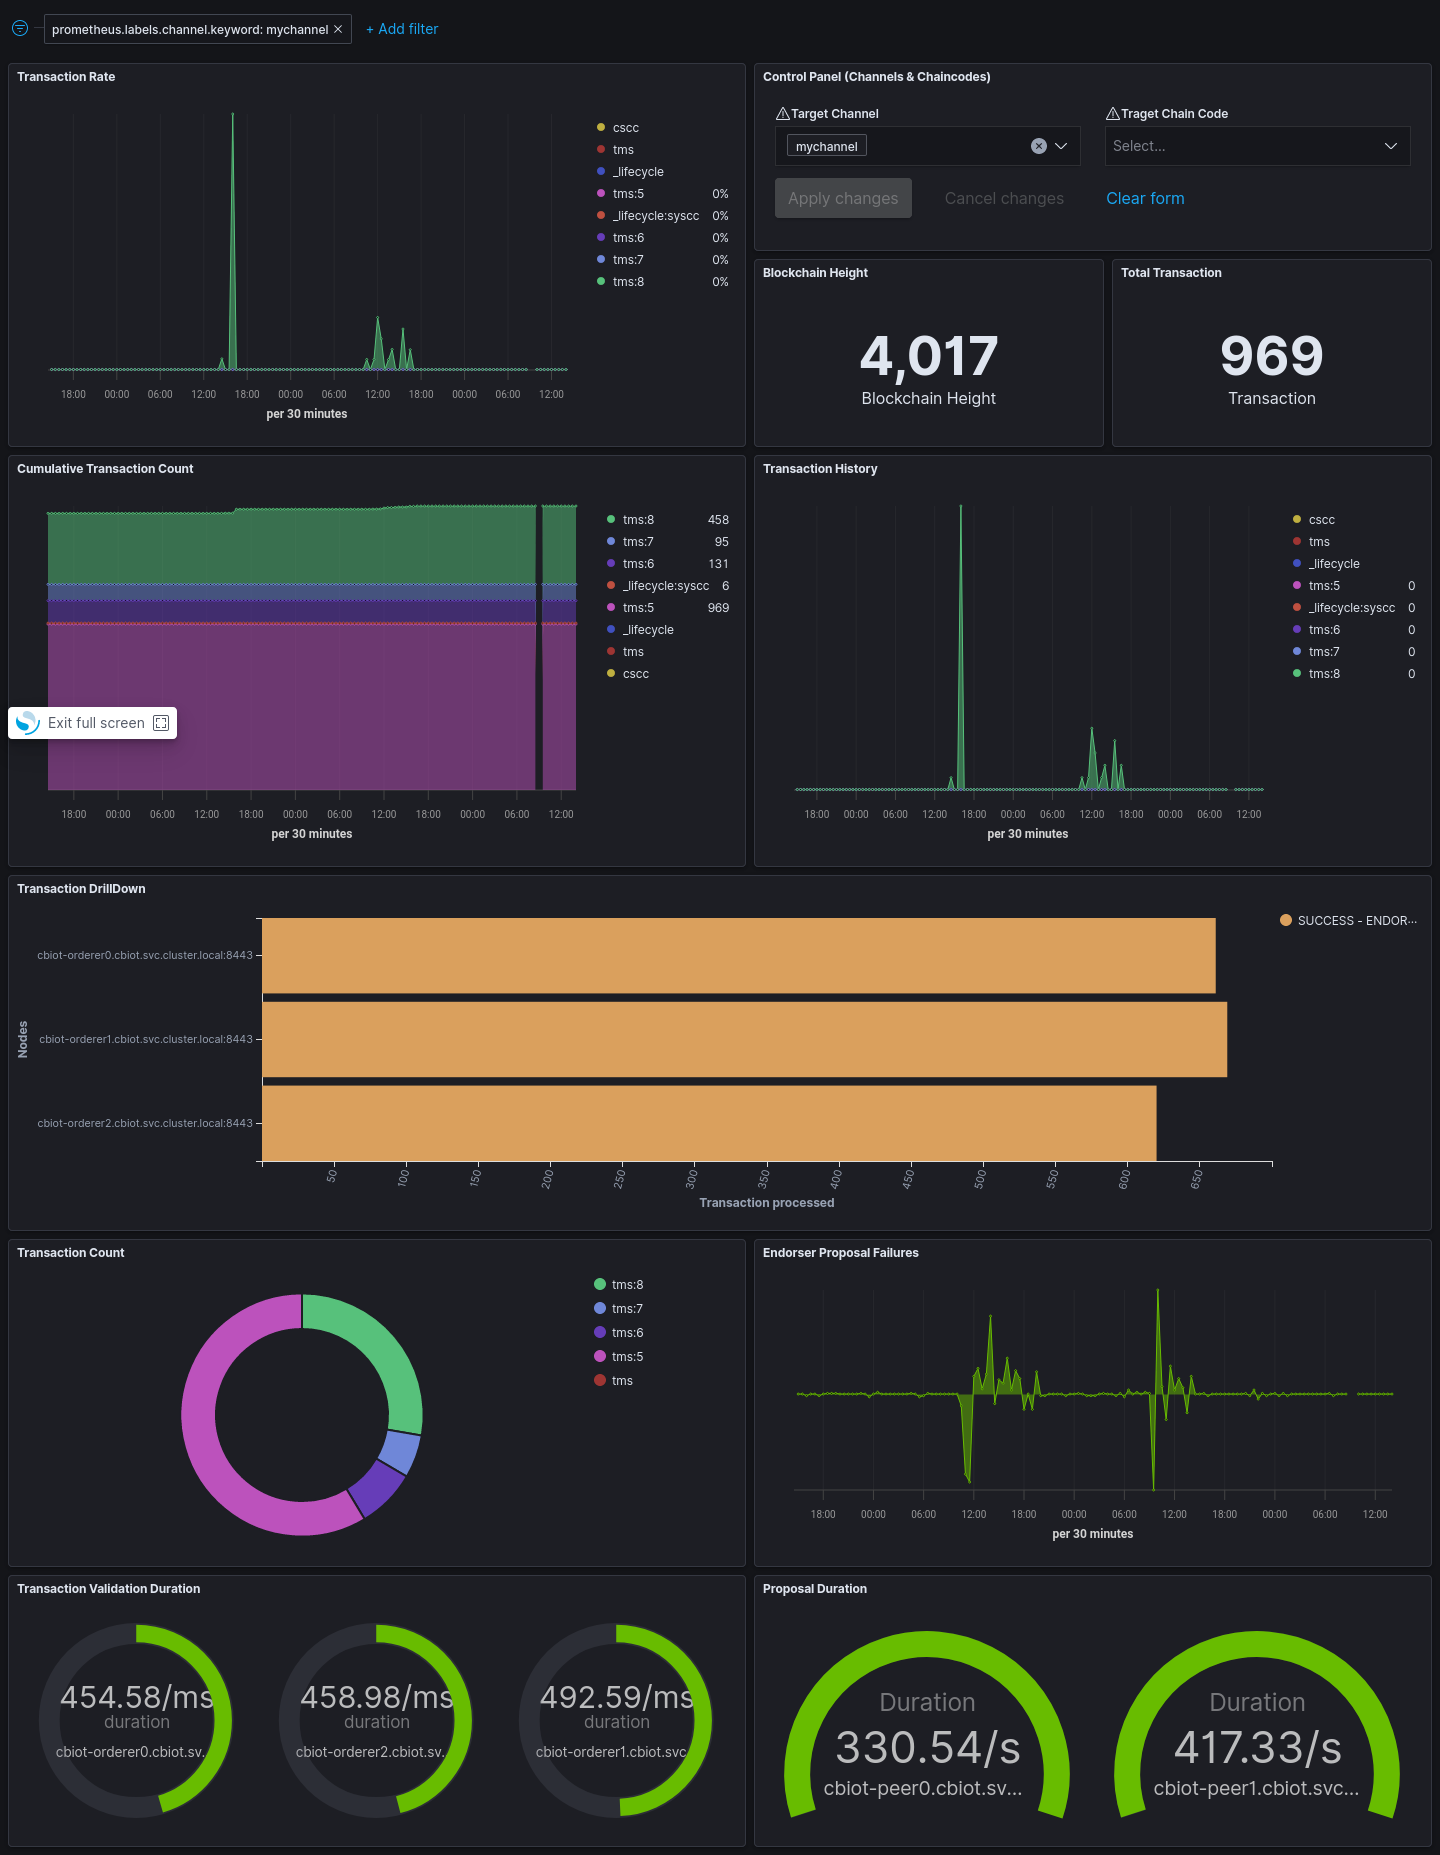 prometheus.labels.channel.keyword: mychannel
+ Add filter
Transaction Rate
cscc
tms
_lifecycle
tms:5 0%
_lifecycle:syscc 0%
tms:6 0%
tms:7 0%
tms:8 0%
18:00 00:00 06:00 12:00 18:00 00:00 06:00 12:00 18:00 00:00 06:00 12:00
per 30 minutes
Control Panel (Channels & Chaincodes)
Target Channel
Traget Chain Code
mychannel
Select...
Apply changes
Cancel changes
Clear form
Blockchain Height
4,017
Blockchain Height
Total Transaction
969
Transaction
Cumulative Transaction Count
tms:8 458
tms:7 95
tms:6 131
_lifecycle:syscc 6
tms:5 969
_lifecycle
tms
cscc
Exit full screen
18:00 00:00 06:00 12:00 18:00 00:00 06:00 12:00 18:00 00:00 06:00 12:00
per 30 minutes
Transaction History
cscc
tms
_lifecycle
tms:5 0
_lifecycle:syscc 0
tms:6 0
tms:7 0
tms:8 0
18:00 00:00 06:00 12:00 18:00 00:00 06:00 12:00 18:00 00:00 06:00 12:00
per 30 minutes
Transaction DrillDown
SUCCESS - ENDOR...
Nodes
cbiot-orderer0.cbiot.svc.cluster.local:8443
cbiot-orderer1.cbiot.svc.cluster.local:8443
cbiot-orderer2.cbiot.svc.cluster.local:8443
50 100 150 200 250 300 350 400 450 500 550 600 650
Transaction processed
Transaction Count
tms:8
tms:7
tms:6
tms:5
tms
Endorser Proposal Failures
18:00 00:00 06:00 12:00 18:00 00:00 06:00 12:00 18:00 00:00 06:00 12:00
per 30 minutes
Transaction Validation Duration
454.58/ms
duration
cbiot-orderer0.cbiot.sv.
458.98/ms
duration
cbiot-orderer2.cbiot.sv.
492.59/ms
duration
cbiot-orderer1.cbiot.svc
Proposal Duration
Duration
330.54/s
cbiot-peer0.cbiot.sv...
Duration
417.33/s
cbiot-peer1.cbiot.svc...